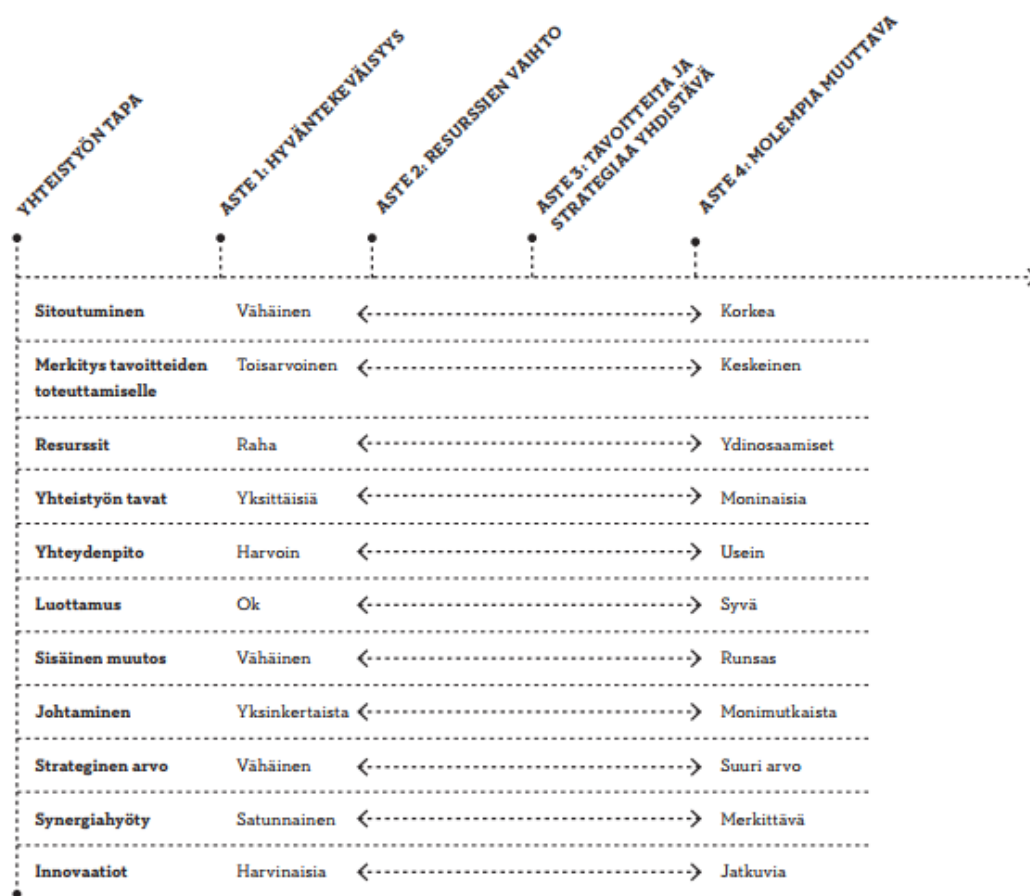 YHTEISTYÖN TAPA
ASTE 1: HYVÄNTEKEVÄISYYS
ASTE 2: RESURSSIEN VAIHTO
ASTE 3: TAVOITTEITA JA
STRATEGIAA YHDISTÄVÄ
ASTE 4: MOLEMPIA MUUTTAVA
Sitoutuminen Vähäinen Korkea
Merkitys tavoitteiden Toisarvoinen Keskeinen
toteuttamiselle
Resurssit Raha Ydinosaamiset
Yhteistyön tavat Yksittäisiä Moninaisia
Yhteydenpito Harvoin Usein
Luottamus Ok Syvä
Sisäinen muutos Vähäinen Runsas
Johtaminen Yksinkertaista Monimutkaista
Strateginen arvo Vähäinen Suuri arvo
Synergiahyöty Satunnainen Merkittävä
Innovaatiot Harvinaisia Jatkuvia